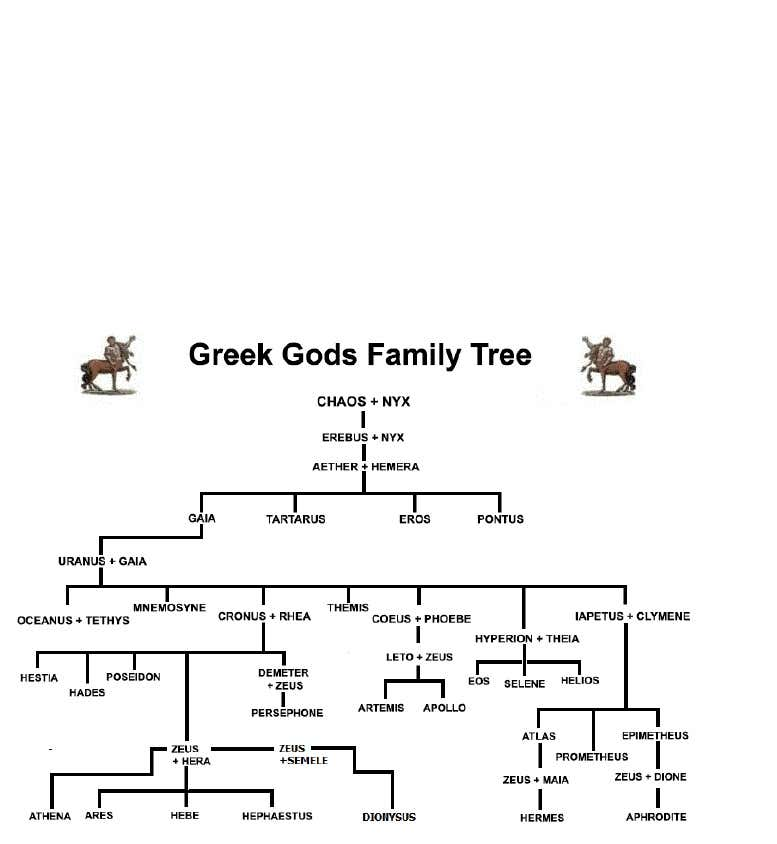 Greek Gods Family Tree
CHAOS + NYX
EREBUS + NYX
AETHER + HEMERA
GAIA
TARTARUS
EROS
PONTUS
URANUS + GAIA
OCEANUS + TETHYS
MNEMOSYNE
CRONUS + RHEA
THEMIS
COEUS + PHOEBE
HYPERION + THEIA
IAPETUS + CLYMENE
HESTIA
HADES
POSEIDON
DEMETER
+ ZEUS
PERSEPHONE
LETO + ZEUS
ARTEMIS
APOLLO
EOS
SELENE
HELIOS
ATLAS
PROMETHEUS
EPIMETHEUS
ZEUS
+ HERA
ZEUS
+SEMELE
ZEUS + MAIA
ZEUS + DIONE
ATHENA
ARES
HEBE
HEPHAESTUS
DIONYSUS
HERMES
APHRODITE